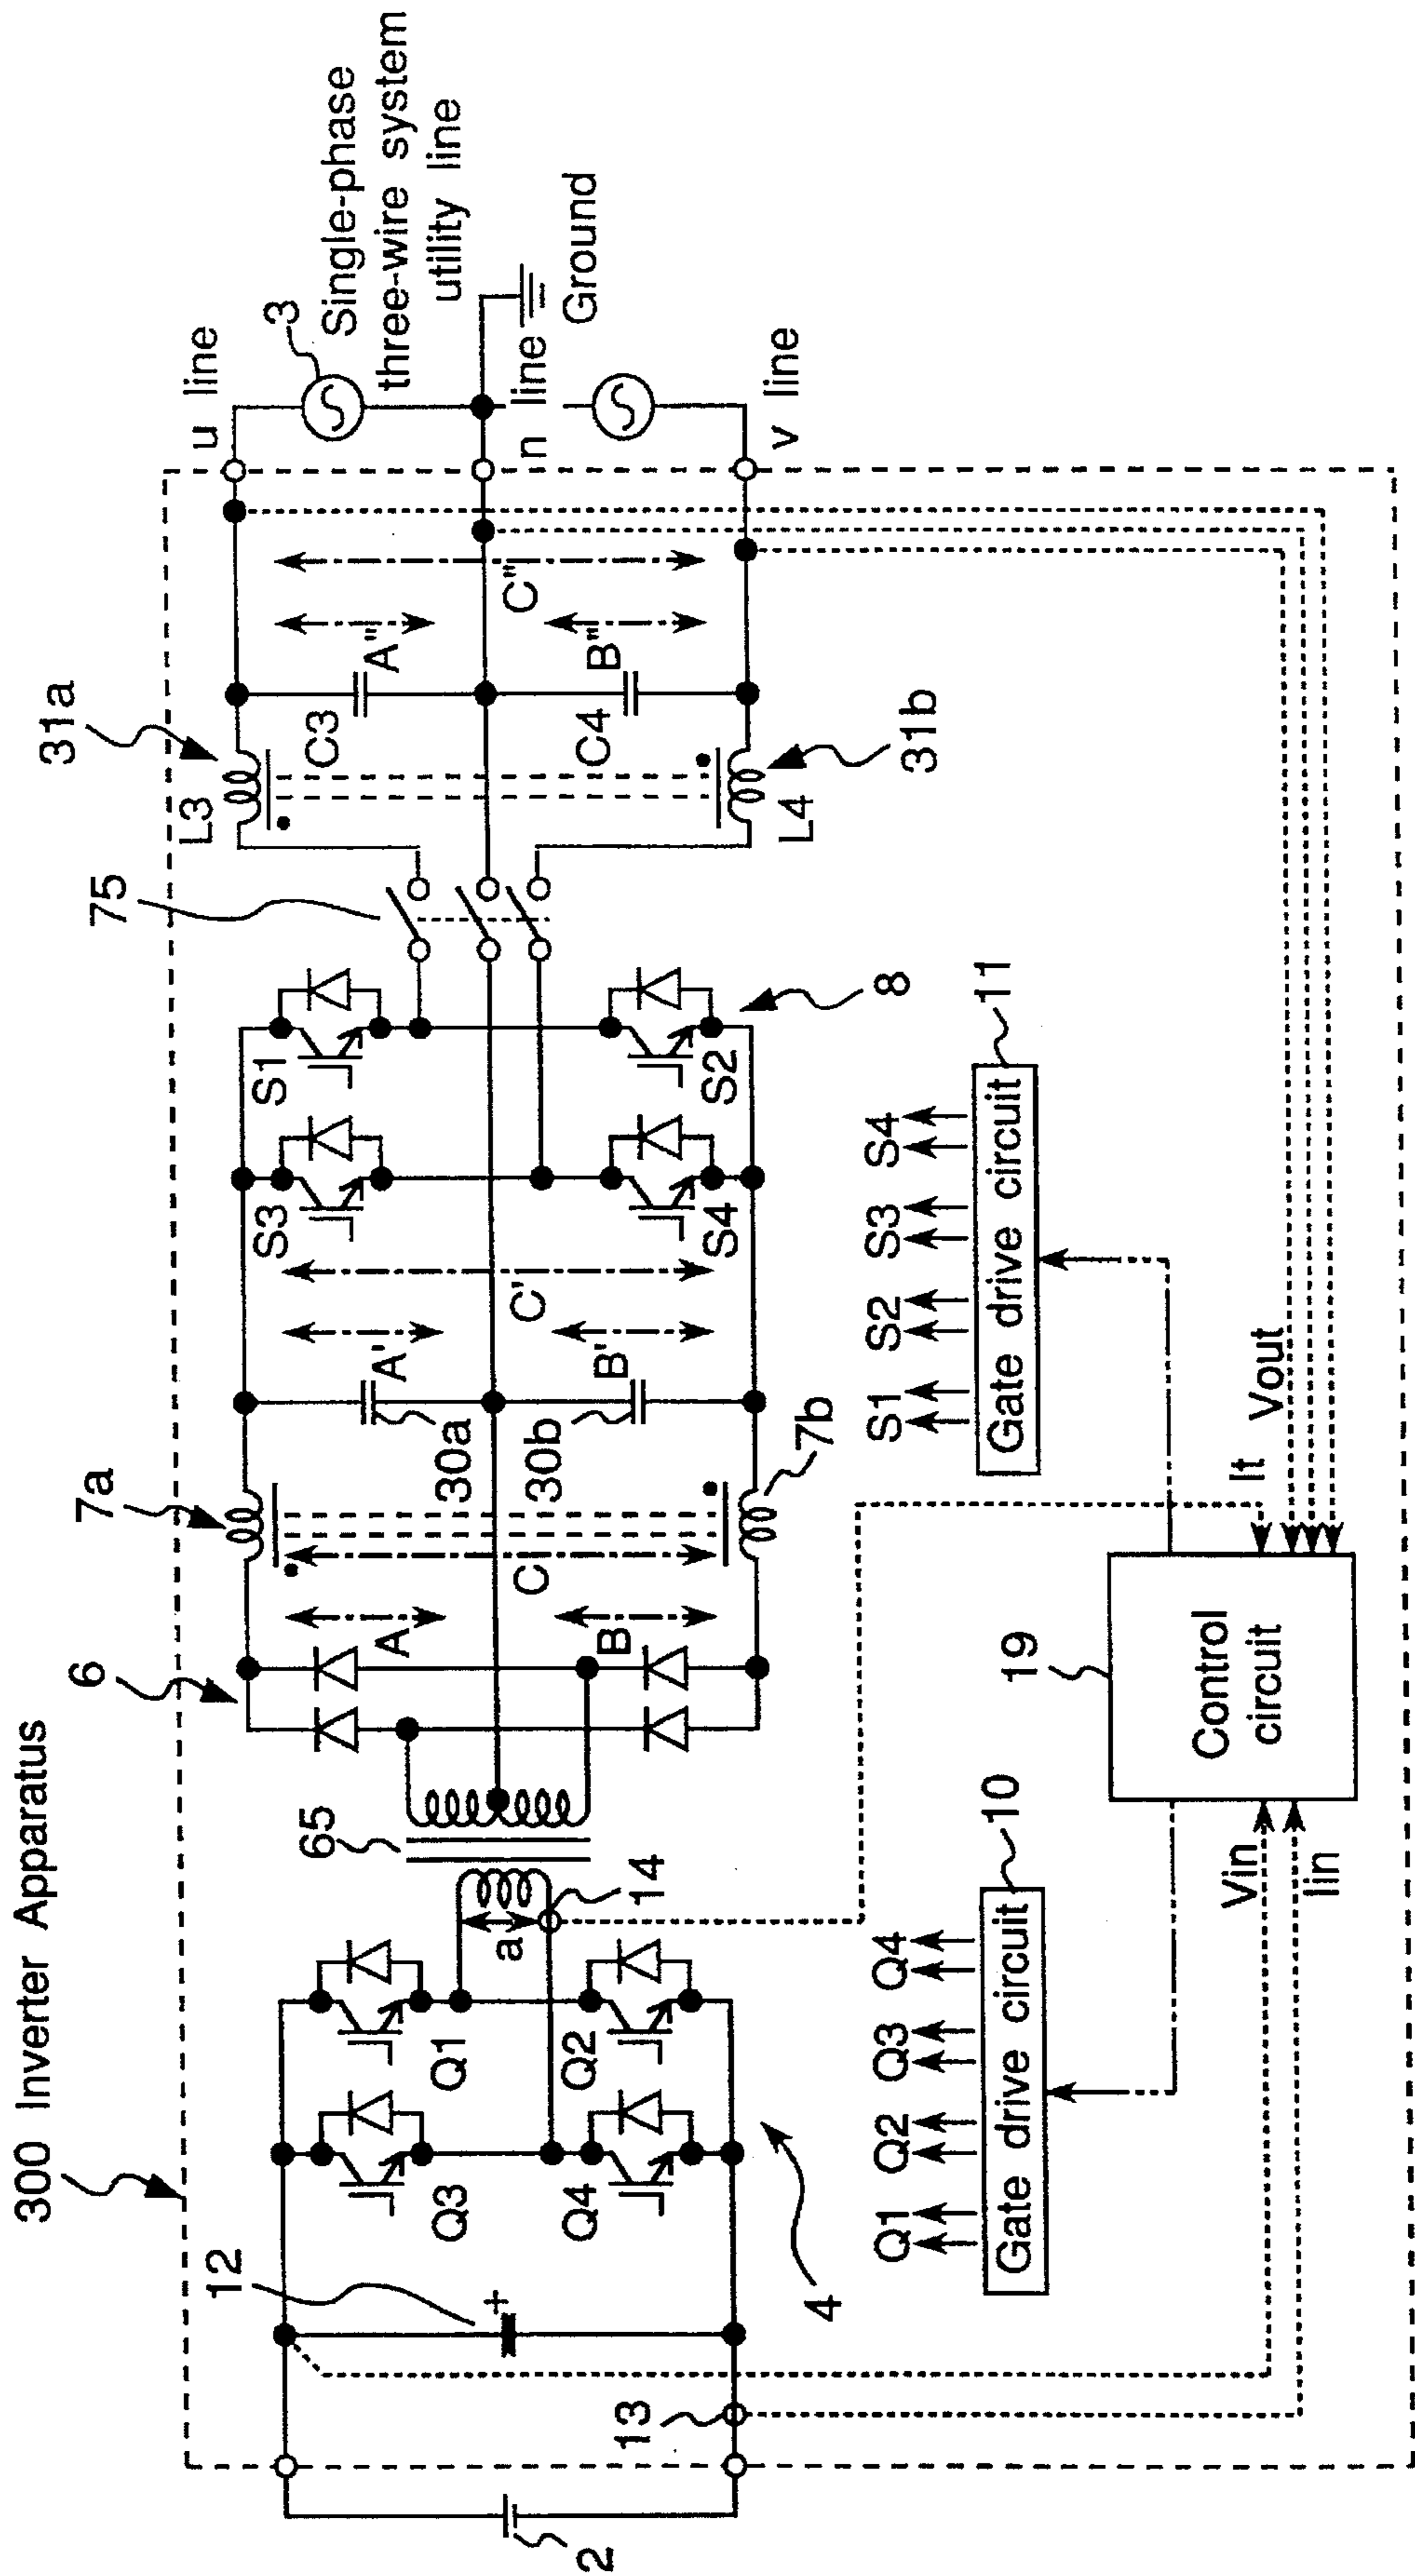 300 Inverter Apparatus
6
7a
75
31a
u line
3
Single-phase
three-wire system
utility line
Ground
n line
v line
12
Q3
Q1
Q4
Q2
a
14
65
A
B
C
30a
30b
A'
B'
C'
7b
S3
S1
S4
S2
8
L3
L4
C3
C4
31b
A"
B"
C"
2
13
4
Q1 Q2 Q3 Q4
Gate drive circuit
10
S1 S2 S3 S4
Gate drive circuit
11
Vin
Iin
19
Control
circuit
It
Vout